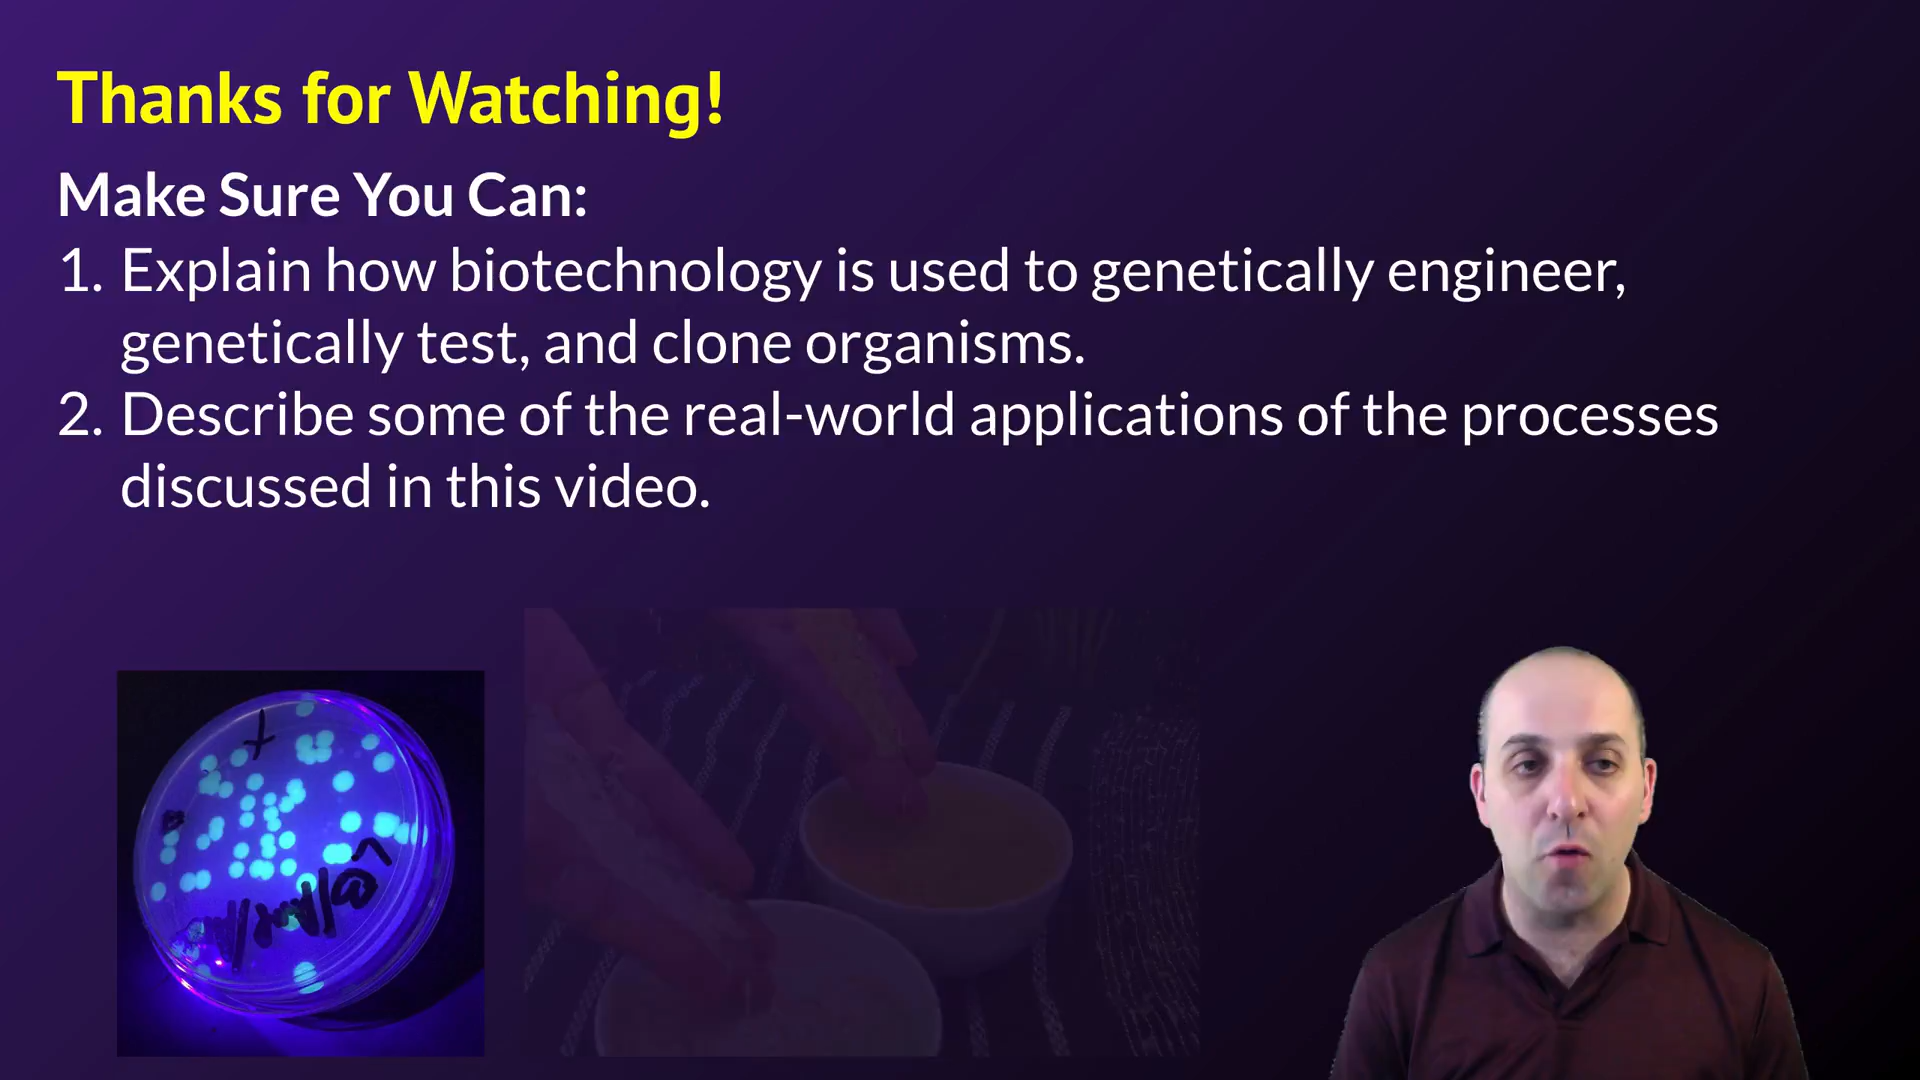 Thanks for Watching!
Make Sure You Can:
1. Explain how biotechnology is used to genetically engineer,
genetically test, and clone organisms.
2. Describe some of the real-world applications of the processes
discussed in this video.